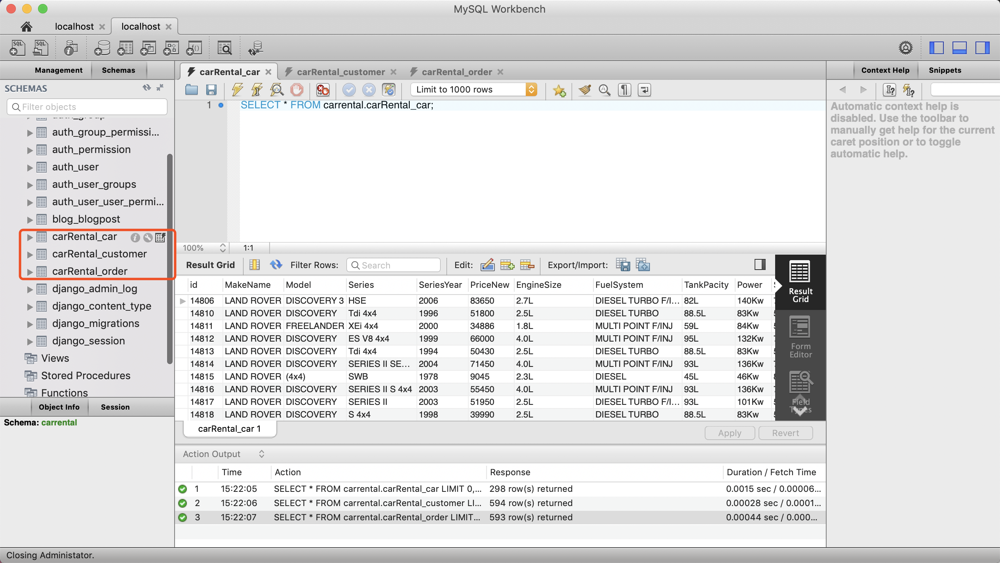 MySQL Workbench
localhost
localhost
SQL
SQL
Management
Schemas
SCHEMAS
Filter objects
auth_group
auth_group_permissi...
auth_permission
auth_user
auth_user_groups
auth_user_user_permi...
blog_blogpost
carRental_car
carRental_customer
carRental_order
django_admin_log
django_content_type
django_migrations
django_session
Views
Stored Procedures
Functions
Object Info
Session
Schema: carrental
carRental_car
carRental_customer
carRental_order
Limit to 1000 rows
1 SELECT * FROM carrental.carRental_car;
100% 1:1
Result Grid Filter Rows: Search Edit: Export/Import:
id MakeName Model Series SeriesYear PriceNew EngineSize FuelSystem TankPacity Power
14806 LAND ROVER DISCOVERY 3 HSE 2006 83650 2.7L DIESEL TURBO F/I... 82L 140Kw
14810 LAND ROVER DISCOVERY Tdi 4x4 1996 51800 2.5L DIESEL TURBO 88.5L 83Kw
14811 LAND ROVER FREELANDER XEi 4x4 2000 34886 1.8L MULTI POINT F/INJ 59L 84Kw
14812 LAND ROVER DISCOVERY ES V8 4x4 1999 66000 4.0L MULTI POINT F/INJ 95L 132Kw
14813 LAND ROVER DISCOVERY Tdi 4x4 1994 50430 2.5L DIESEL TURBO 88.5L 83Kw
14814 LAND ROVER DISCOVERY SERIES II SE... 2004 71450 4.0L MULTI POINT F/INJ 93L 136Kw
14815 LAND ROVER (4x4) SWB 1978 9045 2.3L DIESEL 45L 46Kw
14816 LAND ROVER DISCOVERY SERIES II S 4x4 2003 55450 4.0L MULTI POINT F/INJ 93L 136Kw
14817 LAND ROVER DISCOVERY SERIES II 2003 51950 2.5L DIESEL TURBO F/I... 93L 101Kw
14818 LAND ROVER DISCOVERY S 4x4 1998 39990 2.5L DIESEL TURBO 88.5L 83Kw
Result
Grid
Form
Editor
Field
Types
carRental_car 1
Apply
Revert
Action Output
Time Action Response Duration / Fetch Time
1 15:22:05 SELECT * FROM carrental.carRental_car LIMIT 0,... 298 row(s) returned 0.0015 sec / 0.00006...
2 15:22:06 SELECT * FROM carrental.carRental_customer LI... 594 row(s) returned 0.00028 sec / 0.0001...
3 15:22:07 SELECT * FROM carrental.carRental_order LIMIT... 593 row(s) returned 0.00044 sec / 0.000...
Context Help
Snippets
Automatic context help is
disabled. Use the toolbar to
manually get help for the current
caret position or to toggle
automatic help.
Closing Administator.